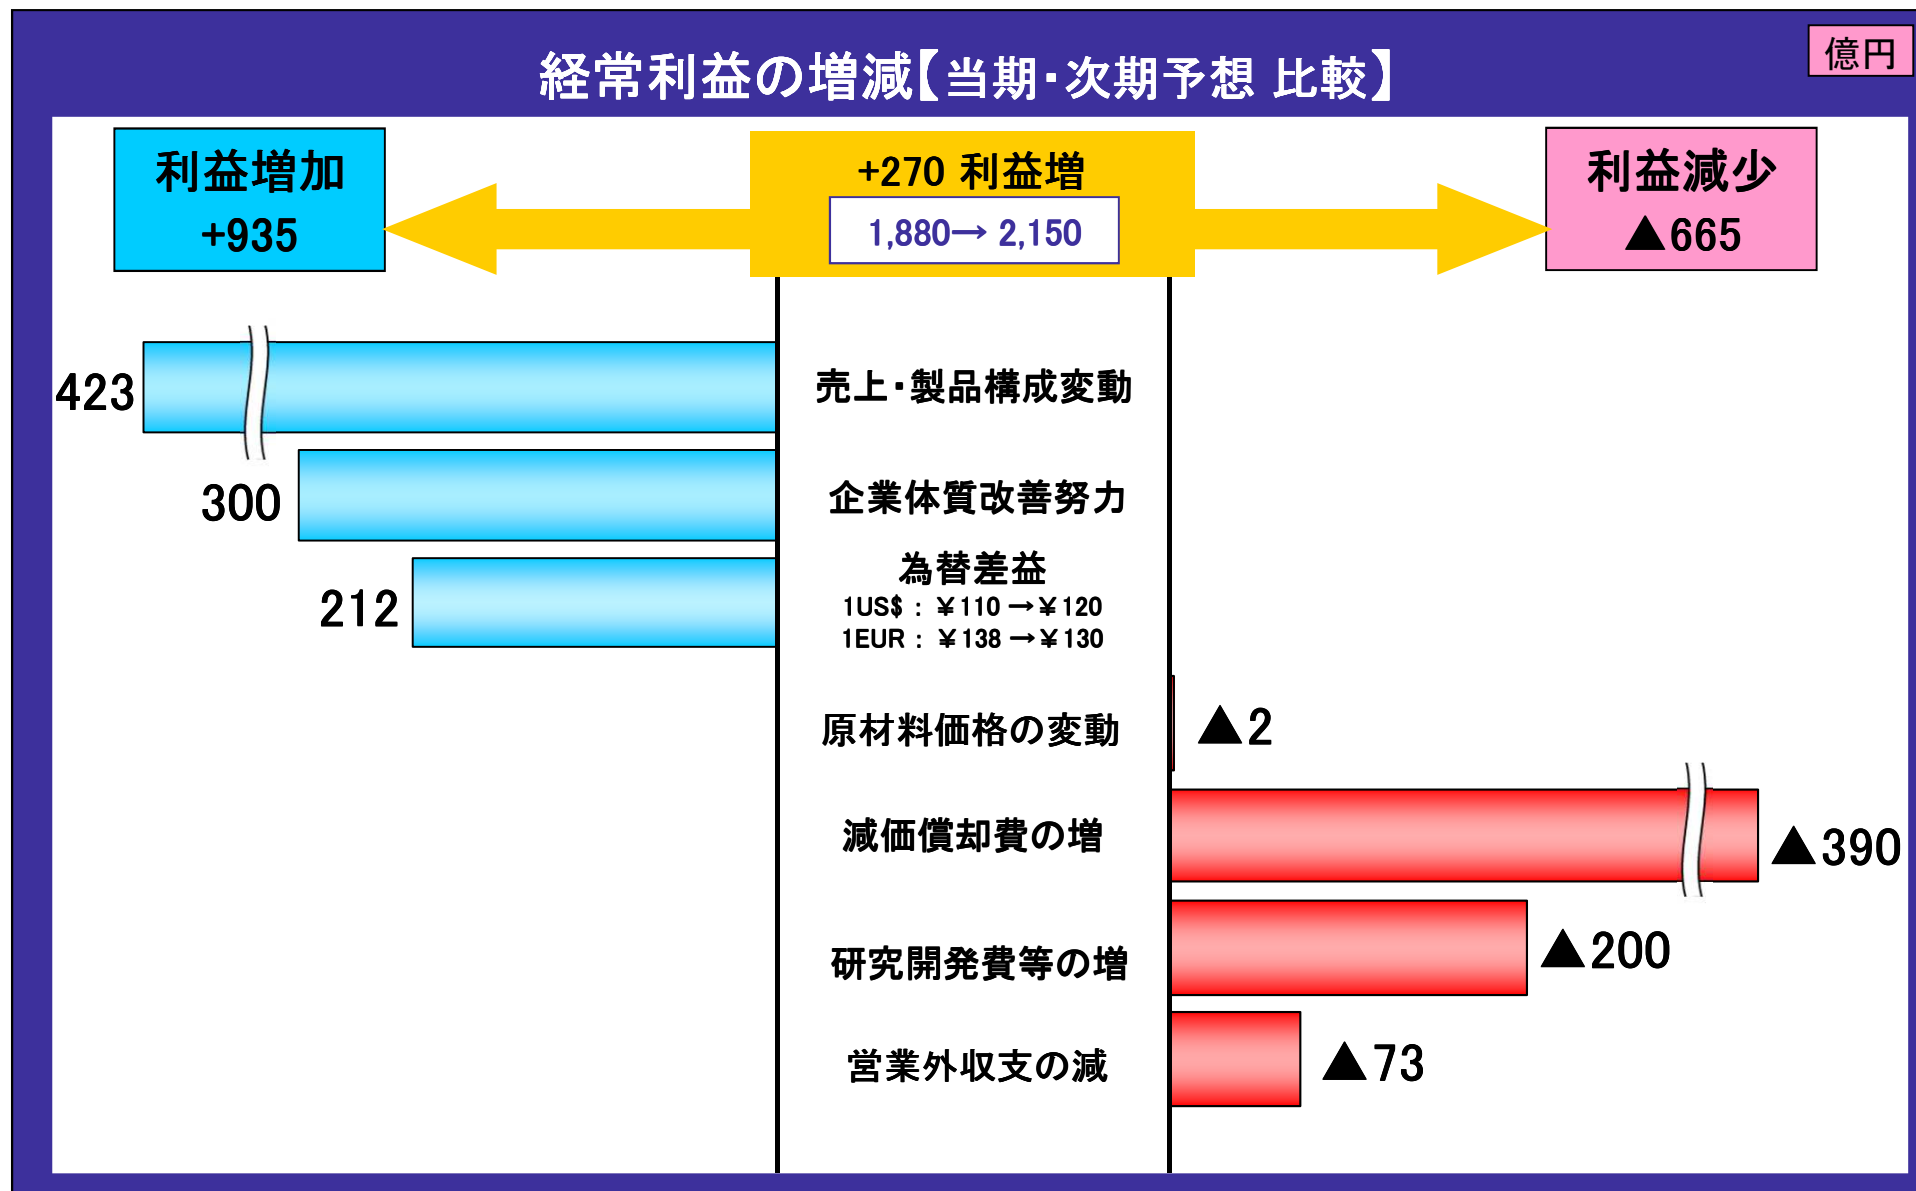 経常利益の増減【当期・次期予想 比較】
億円
利益増加
+935
+270 利益増
1,880→ 2,150
利益減少
▲665
423
売上・製品構成変動
300
企業体質改善努力
212
為替差益
1US$ : ¥110 →¥120
1EUR : ¥138 →¥130
原材料価格の変動
▲2
減価償却費の増
▲390
研究開発費等の増
▲200
営業外収支の減
▲73